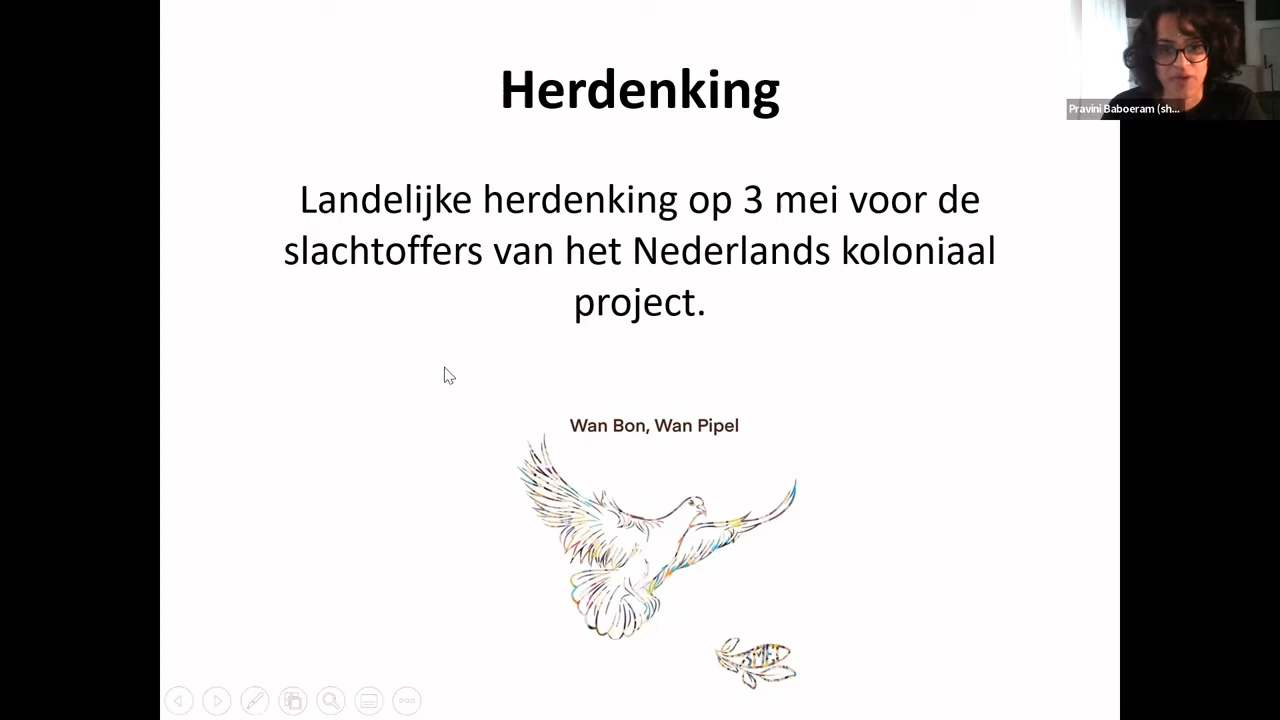 Herdenking
Pravini Baboeram (sh...
Landelijke herdenking op 3 mei voor de
slachtoffers van het Nederlands koloniaal
project.
Wan Bon, Wan Pipel
3MEI